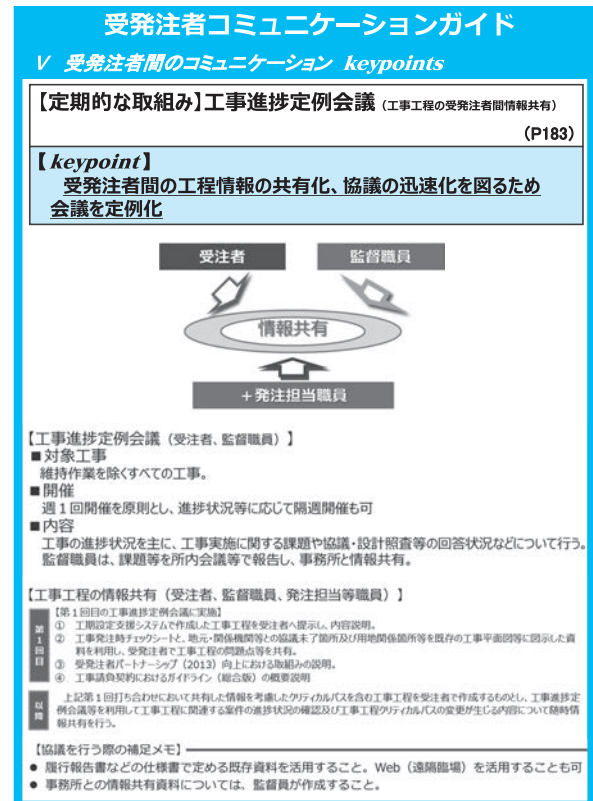 受発注者コミュニケーションガイド
Ⅴ 受発注者間のコミュニケーション keypoints
【定期的な取組み】工事進捗定例会議（工事工程の受発注者間情報共有）
（P183）
【keypoint】
受発注者間の工程情報の共有化、協議の迅速化を図るため
会議を定例化
受注者
監督職員
情報共有
＋発注担当職員
【工事進捗定例会議（受注者、監督職員）】
■対象工事
維持作業を除くすべての工事。
■開催
週１回開催を原則とし、進捗状況等に応じて隔週開催も可
■内容
工事の進捗状況を主に、工事実施に関する課題や協議・設計照査等の回答状況などについて行う。
監督職員は、課題等を所内会議等で報告し、事務所と情報共有。
【工事工程の情報共有（受注者、監督職員、発注担当等職員）】
第１回目
【第１回目の工事進捗定例会議に実施】
① 工期設定支援システムで作成した工事工程を受注者へ提示し、内容説明。
② 工事発注時チェックシートと、地元・関係機関等との協議未了箇所及び用地関係箇所等を既存の工事平面図等に図示した資
料を利用し、受発注者で工事工程の問題点等を共有。
③ 受発注者パートナーシップ（2013）向上における取組みの説明。
④ 工事請負契約におけるガイドライン（総合版）の概要説明
以降
上記第１回打ち合わせにおいて共有した情報を考慮したクリティカルパスを含む工事工程を受注者で作成するものとし、工事進捗定
例会議等を利用して工事工程に関連する案件の進捗状況の確認及び工事工程クリティカルパスの変更が生じる内容について随時情
報共有を行う。
【協議を行う際の補足メモ】
● 履行報告書などの仕様書で定める既存資料を活用すること。Web（遠隔臨場）を活用することも可
● 事務所との情報共有資料については、監督員が作成すること。